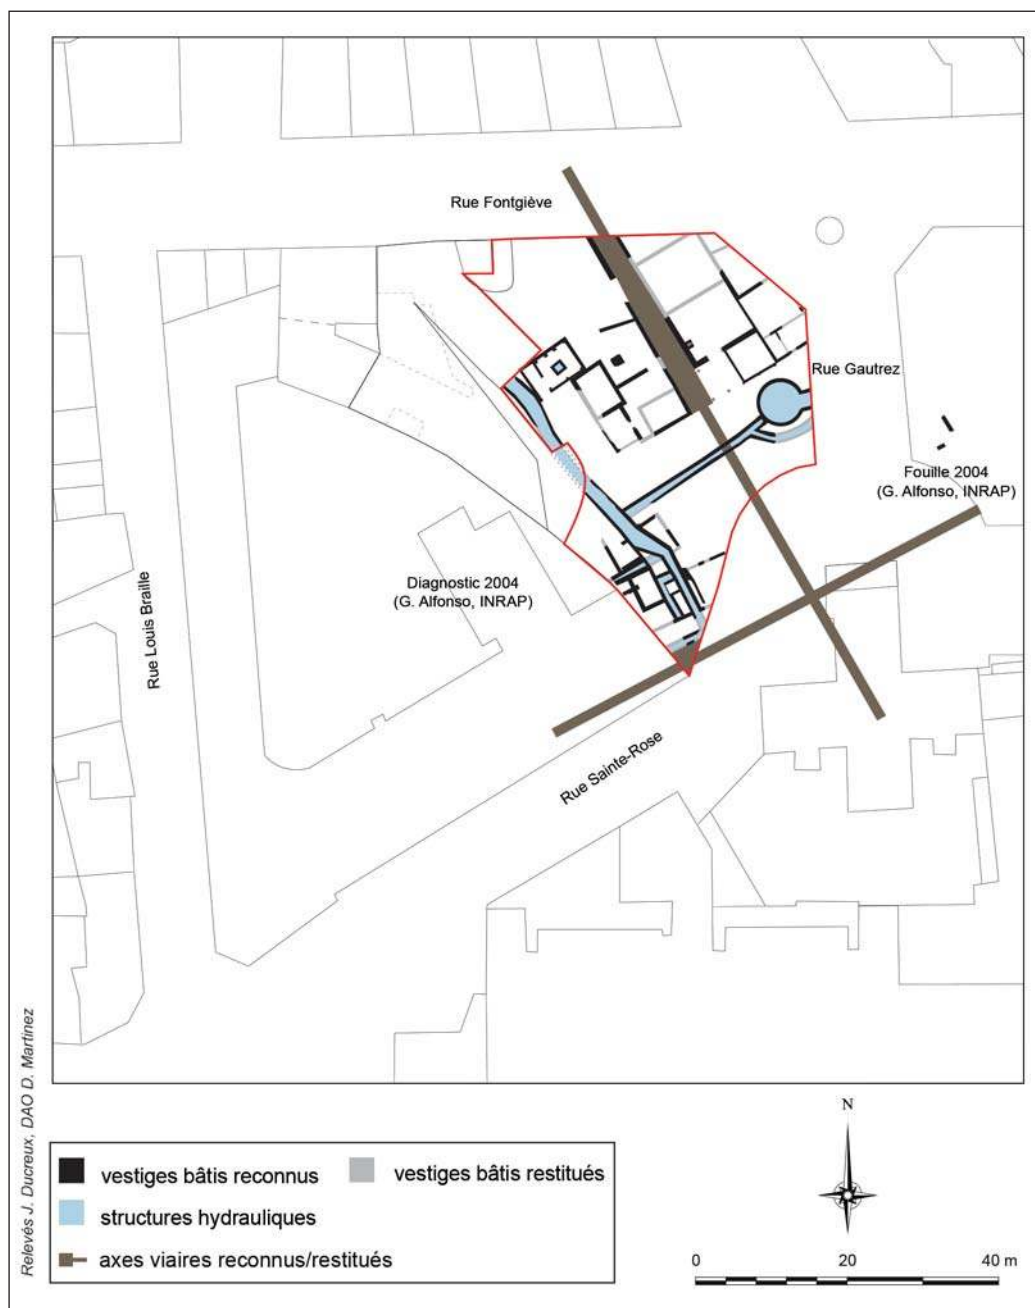 Rue Fontgiève
Rue Gautrez
Fouille 2004
(G. Alfonso, INRAP)
Diagnostic 2004
(G. Alfonso, INRAP)
Rue Louis Braille
Rue Sainte-Rose
Relevés J. Ducreux, DAO D. Martinez
N
vestiges bâtis reconnus
vestiges bâtis restitués
structures hydrauliques
axes viaires reconnus/restitués
0 20 40 m